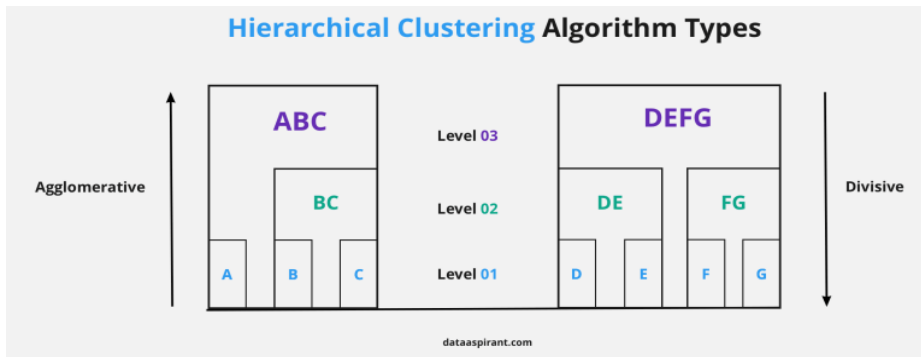 Hierarchical Clustering Algorithm Types
ABC
DEFG
Level 03
Agglomerative
Divisive
BC
Level 02
DE
FG
A
B
C
Level 01
D
E
F
G
dataaspirant.com